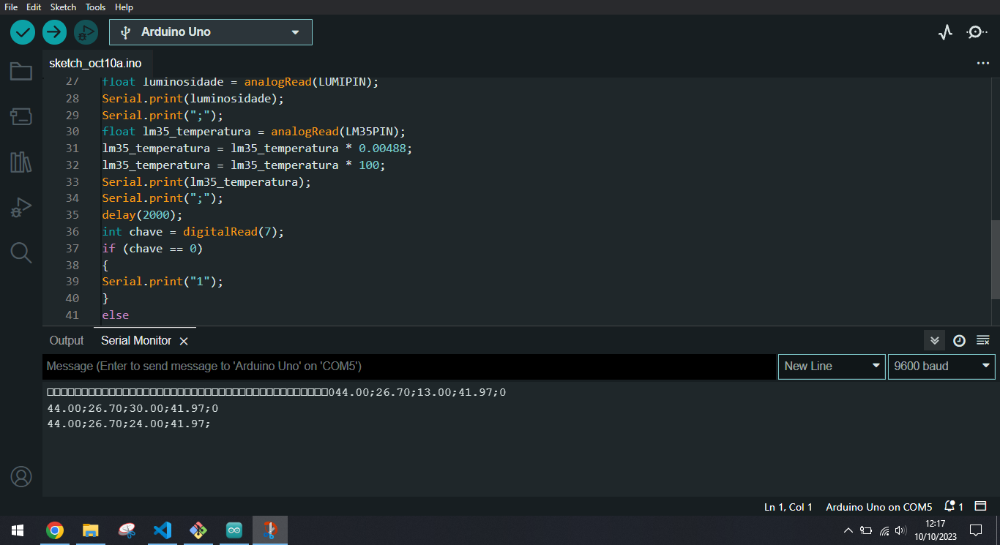 File Edit Sketch Tools Help
Arduino Uno
sketch_oct10a.ino
27 float luminosidade = analogRead(LUMIPIN);
28 Serial.print(luminosidade);
29 Serial.print(";");
30 float lm35_temperatura = analogRead(LM35PIN);
31 lm35_temperatura = lm35_temperatura * 0.00488;
32 lm35_temperatura = lm35_temperatura * 100;
33 Serial.print(lm35_temperatura);
34 Serial.print(";");
35 delay(2000);
36 int chave = digitalRead(7);
37 if (chave == 0)
38 {
39 Serial.print("1");
40 }
41 else
Output Serial Monitor
Message (Enter to send message to 'Arduino Uno' on 'COM5')
New Line 9600 baud
044.00;26.70;13.00;41.97;0
44.00;26.70;30.00;41.97;0
44.00;26.70;24.00;41.97;
Ln 1, Col 1 Arduino Uno on COM5 1
12:17
10/10/2023